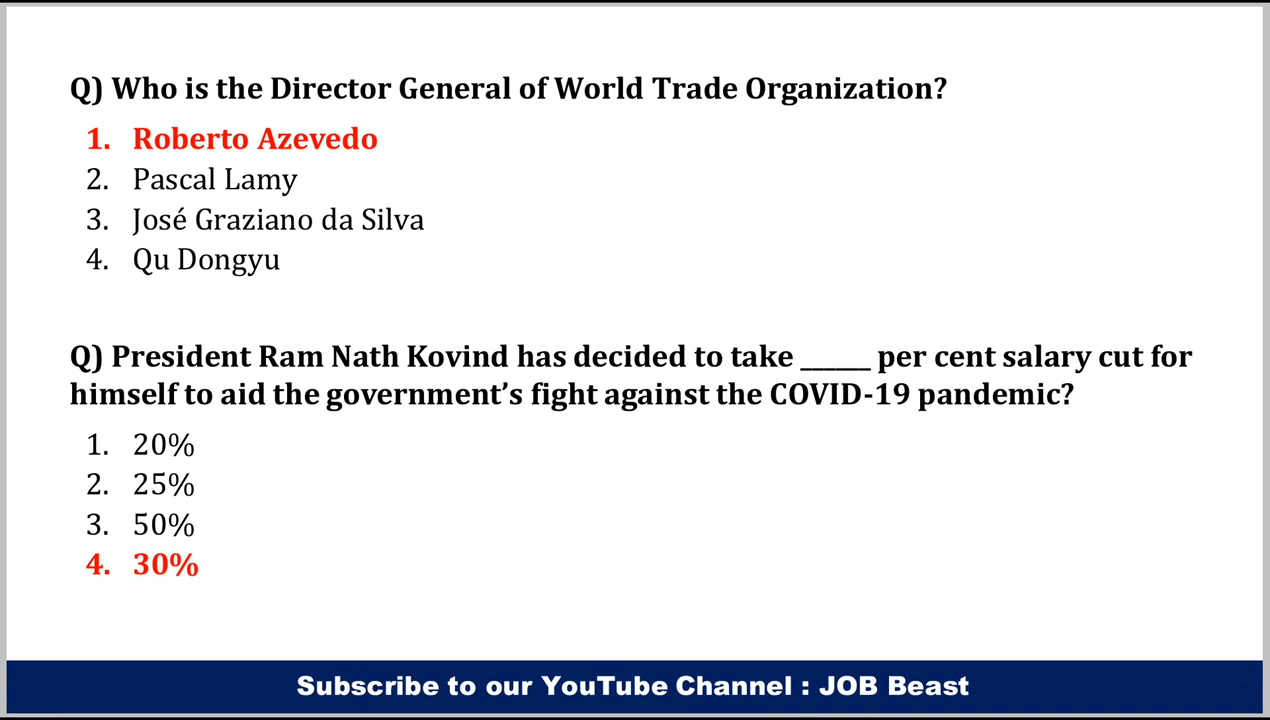 Q) Who is the Director General of World Trade Organization?
1. Roberto Azevedo
2. Pascal Lamy
3. José Graziano da Silva
4. Qu Dongyu
Q) President Ram Nath Kovind has decided to take ______ per cent salary cut for
himself to aid the government’s fight against the COVID-19 pandemic?
1. 20%
2. 25%
3. 50%
4. 30%
Subscribe to our YouTube Channel : JOB Beast